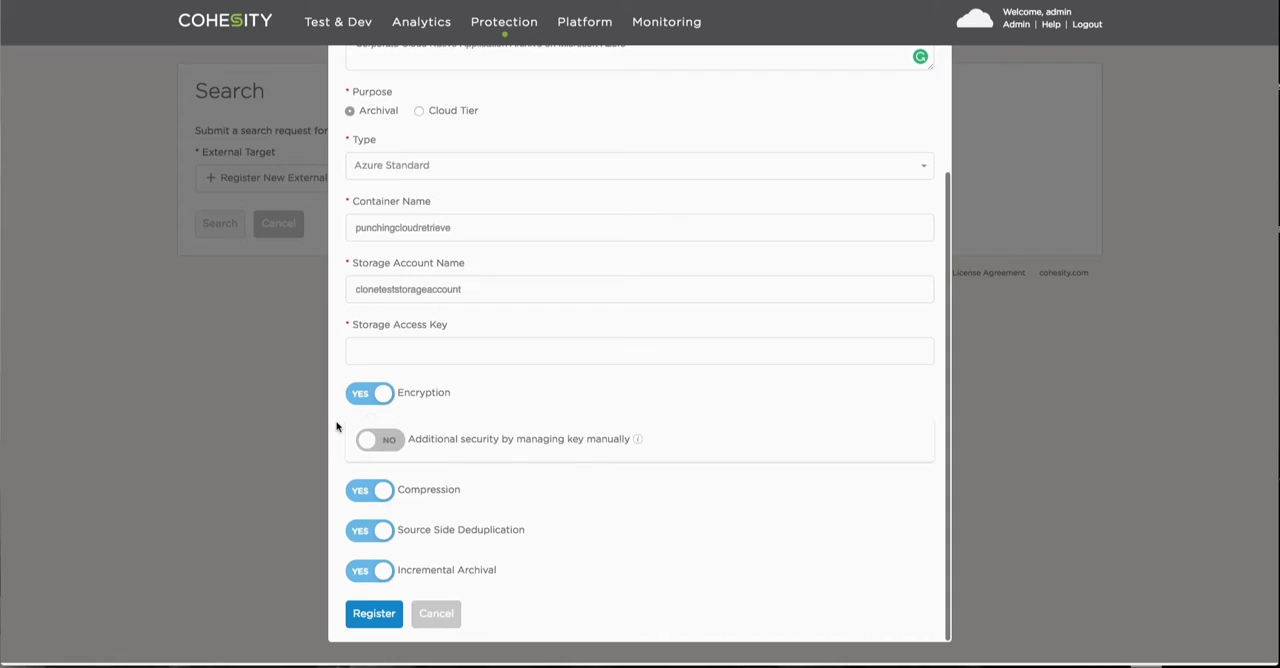 COHESITY
Test & Dev Analytics Protection Platform Monitoring
Welcome, admin
Admin | Help | Logout
Search
Submit a search request for
* External Target
+ Register New External
Search Cancel
* Purpose
Archival Cloud Tier
* Type
Azure Standard
* Container Name
punchingcloudretrieve
* Storage Account Name
cloneteststorageaccount
* Storage Access Key
YES Encryption
NO Additional security by managing key manually
YES Compression
YES Source Side Deduplication
YES Incremental Archival
Register Cancel
License Agreement cohesity.com